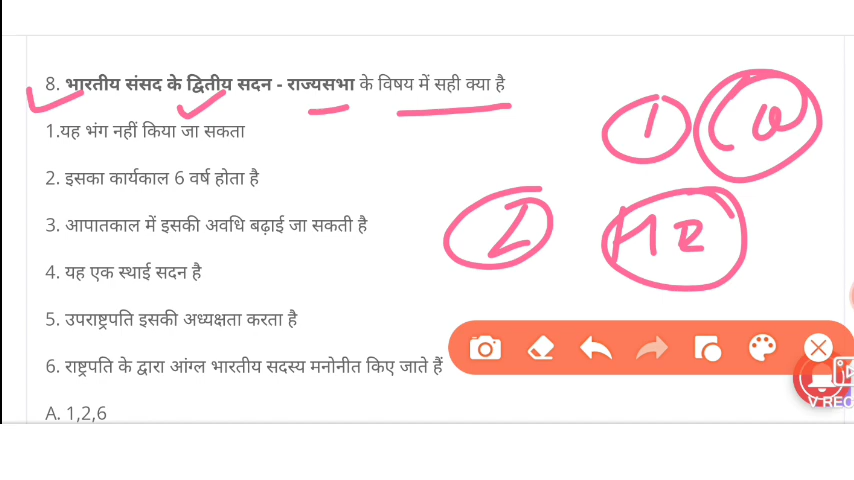 8. भारतीय संसद के द्वितीय सदन - राज्यसभा के विषय में सही क्या है
1.यह भंग नहीं किया जा सकता
2. इसका कार्यकाल 6 वर्ष होता है
3. आपातकाल में इसकी अवधि बढ़ाई जा सकती है
4. यह एक स्थाई सदन है
5. उपराष्ट्रपति इसकी अध्यक्षता करता है
6. राष्ट्रपति के द्वारा आंग्ल भारतीय सदस्य मनोनीत किए जाते हैं
A. 1,2,6
V REC